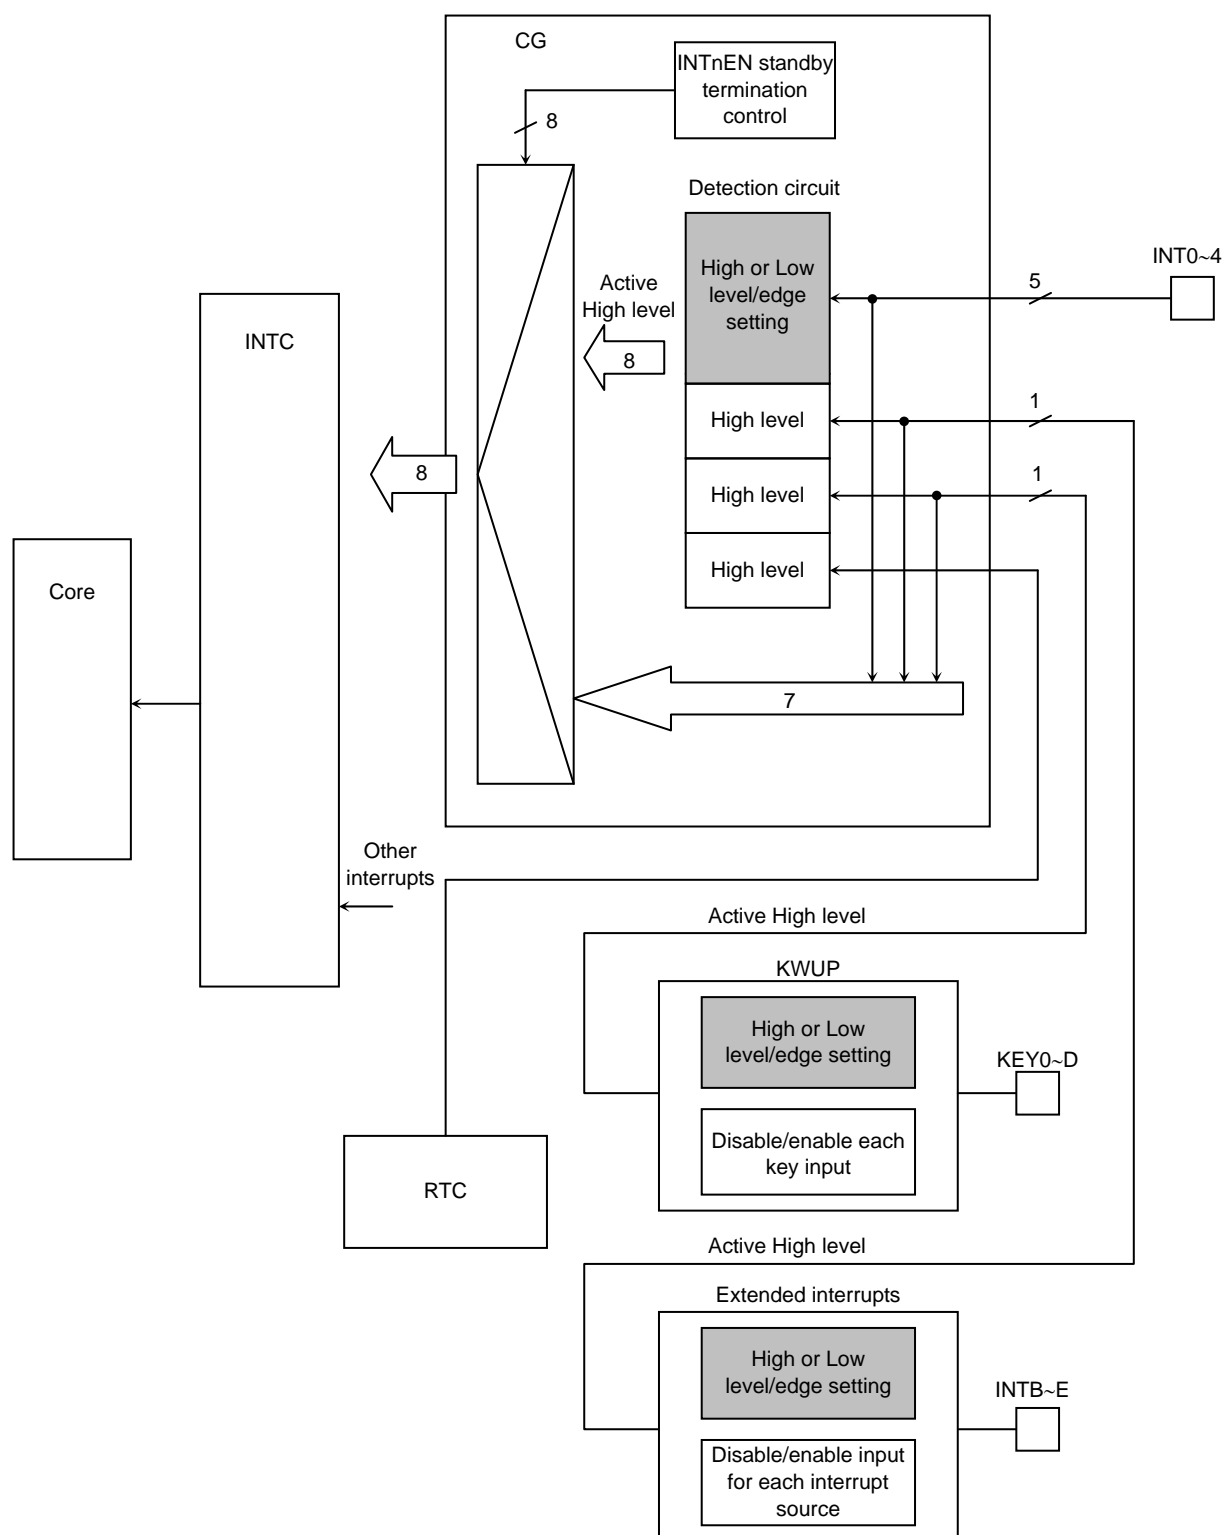 CG
INTnEN standby
termination
control
8
Detection circuit
INT0~4
High or Low
level/edge
setting
5
Active
High level
8
INTC
High level
1
8
High level
1
High level
Core
7
Other
interrupts
Active High level
KWUP
High or Low
level/edge setting
KEY0~D
Disable/enable each
key input
RTC
Active High level
Extended interrupts
High or Low
level/edge setting
INTB~E
Disable/enable input
for each interrupt
source